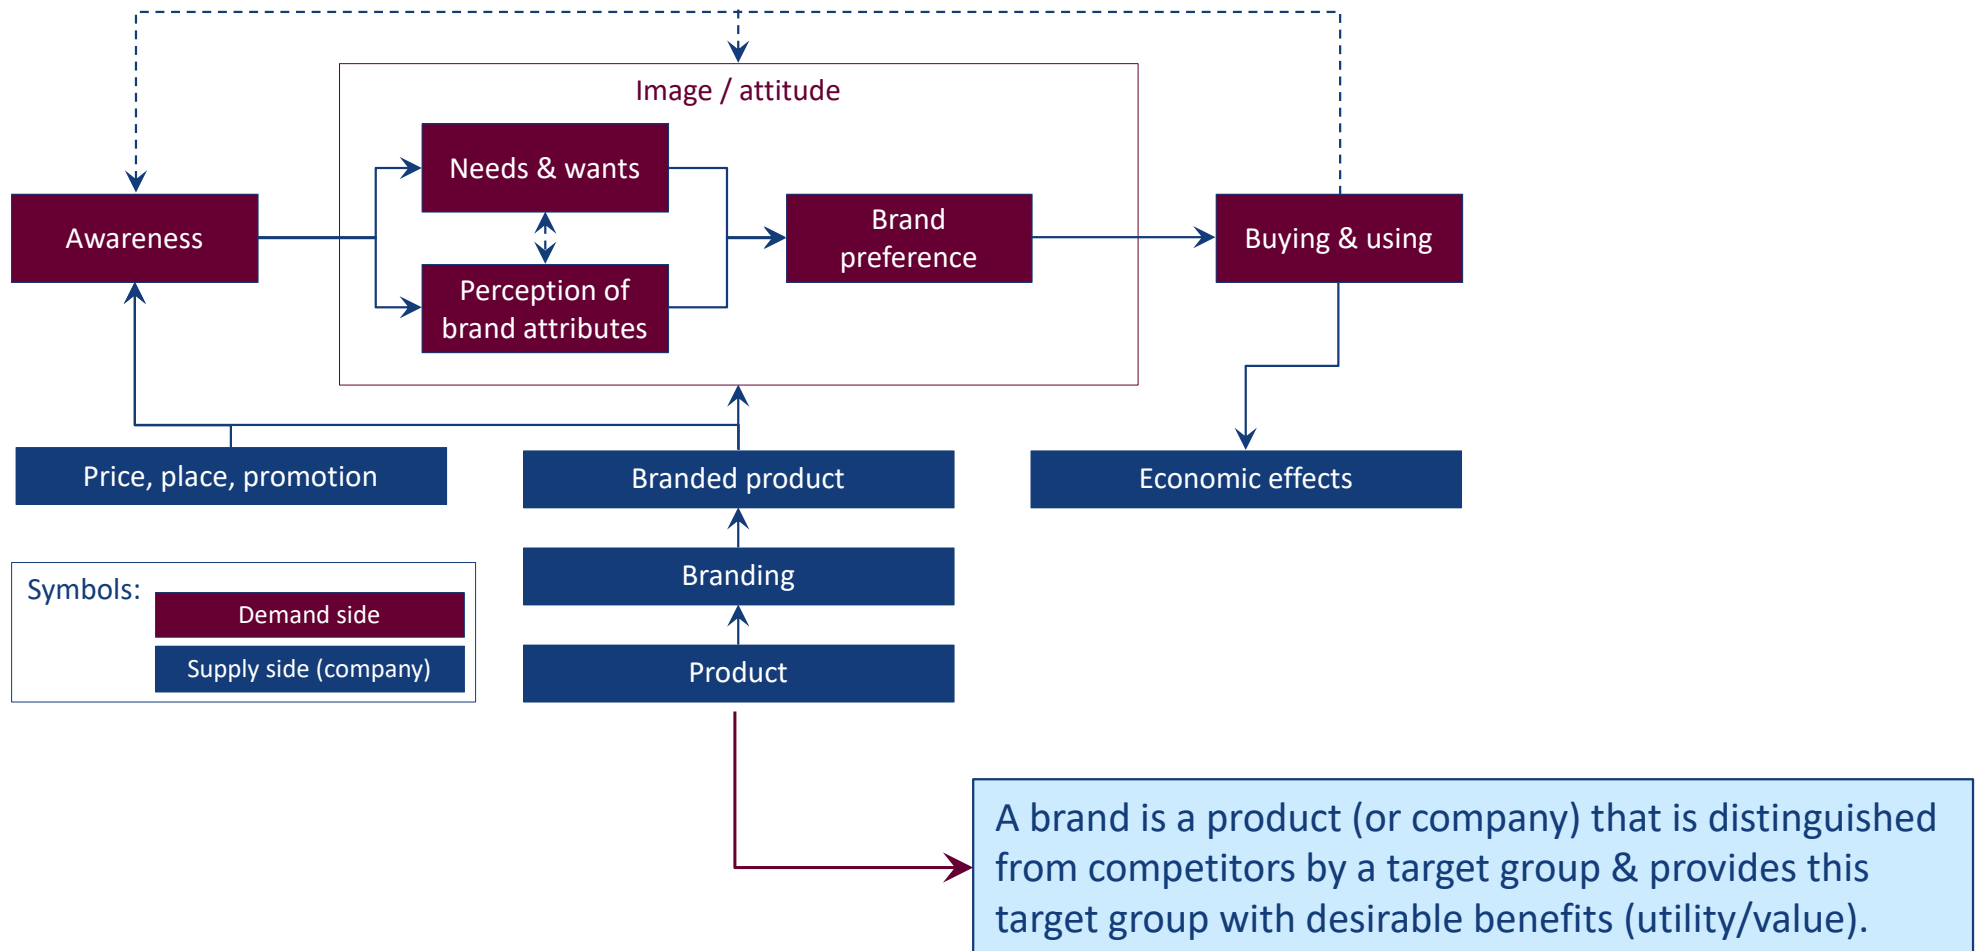 Image / attitude
Needs & wants
Awareness
Brand
preference
Buying & using
Perception of
brand attributes
Price, place, promotion
Branded product
Economic effects
Symbols:
Demand side
Supply side (company)
Branding
Product
A brand is a product (or company) that is distinguished
from competitors by a target group & provides this
target group with desirable benefits (utility/value).